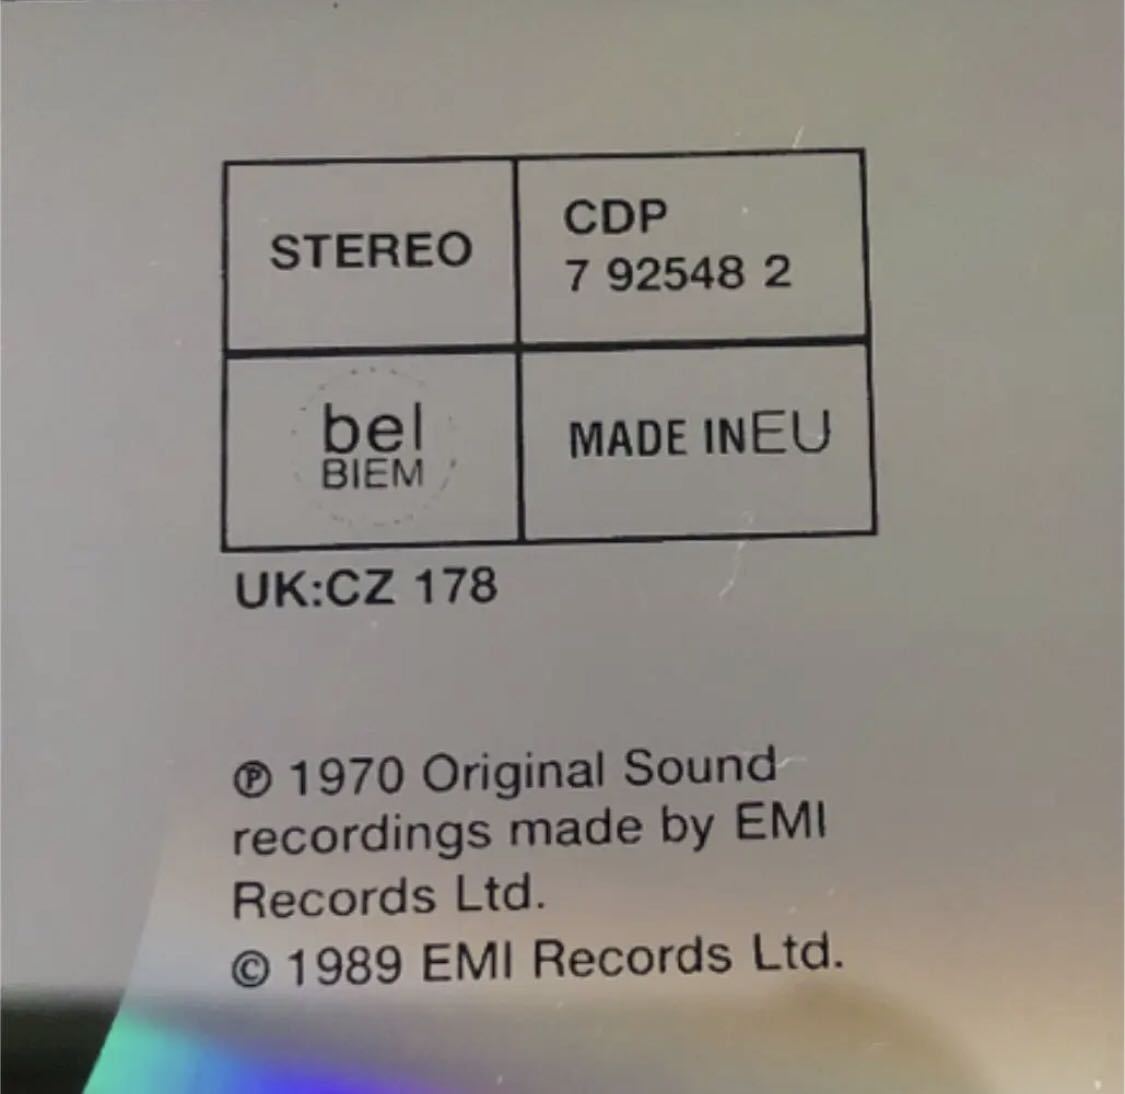 STEREO
CDP
7 92548 2
bel
BIEM
MADE IN EU
UK:CZ 178
℗ 1970 Original Sound
recordings made by EMI
Records Ltd.
© 1989 EMI Records Ltd.